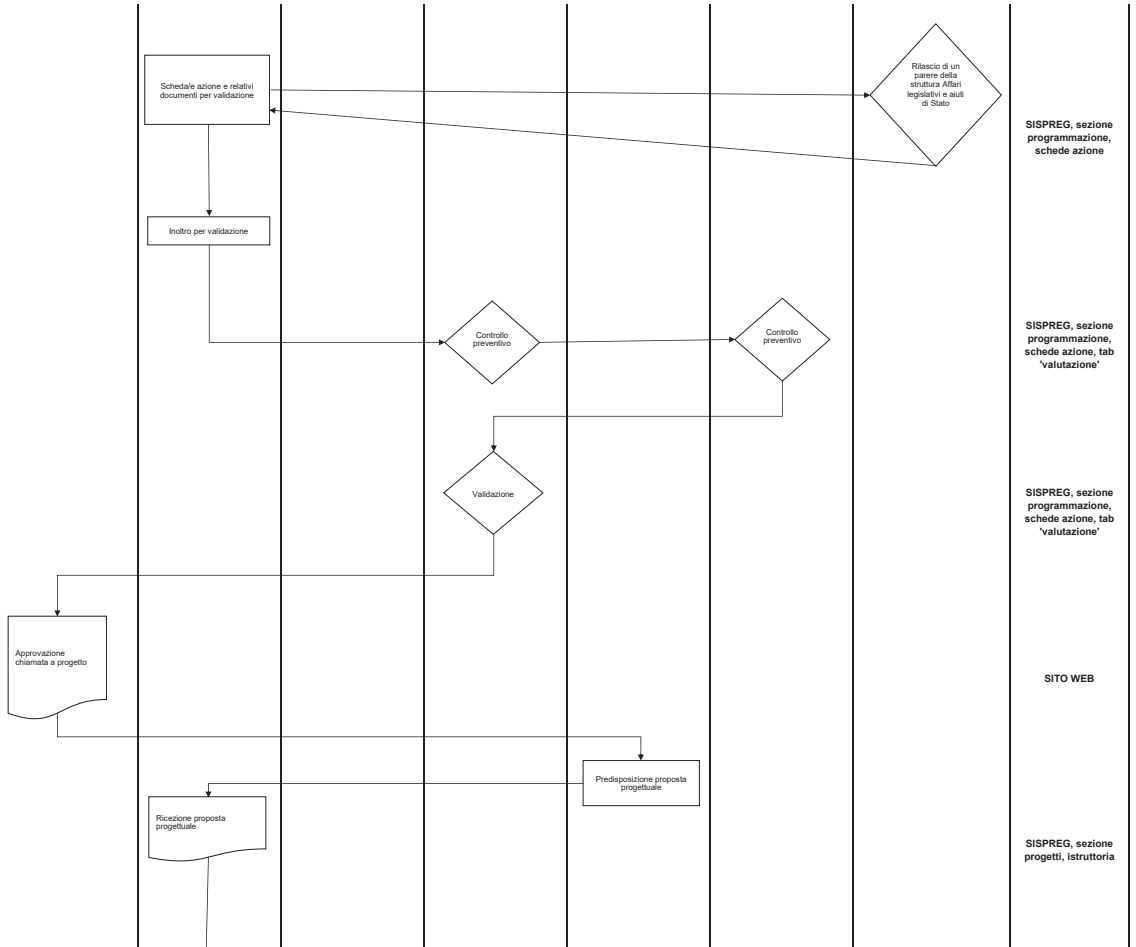 Scheda/e azione e relativi
documenti per validazione
Rilascio di un
parere della
struttura Affari
legislativi e aiuti
di Stato
SISPREG, sezione
programmazione,
schede azione
Inoltro per validazione
Controllo
preventivo
Controllo
preventivo
SISPREG, sezione
programmazione,
schede azione, tab
'valutazione'
Validazione
SISPREG, sezione
programmazione,
schede azione, tab
'valutazione'
Approvazione
chiamata a progetto
SITO WEB
Predisposizione proposta
progettuale
Ricezione proposta
progettuale
SISPREG, sezione
progetti, istruttoria